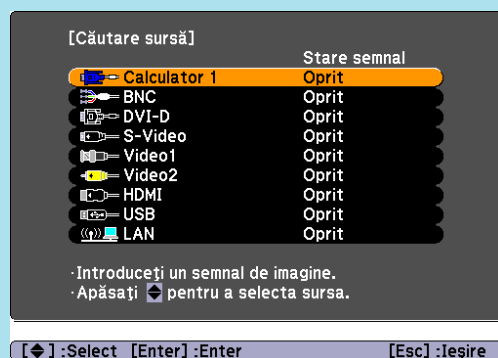 [Căutare sursă]
Stare semnal
Calculator 1 Oprit
BNC Oprit
DVI-D Oprit
S-Video Oprit
Video1 Oprit
Video2 Oprit
HDMI Oprit
USB Oprit
LAN Oprit
·Introduceţi un semnal de imagine.
·Apăsaţi ◆ pentru a selecta sursa.
[◆] :Select [Enter] :Enter [Esc] :Ieşire